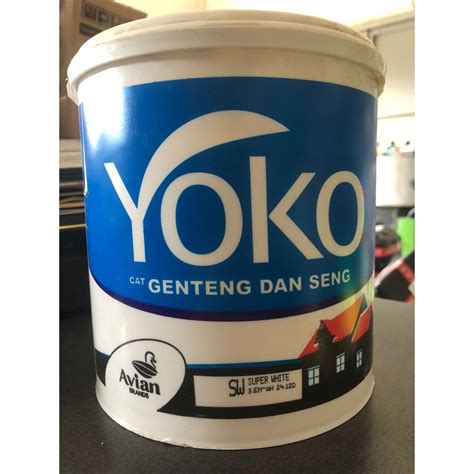 YOKO
CAT GENTENG DAN SENG
Avian
BRANDS
SW SUPER WHITE